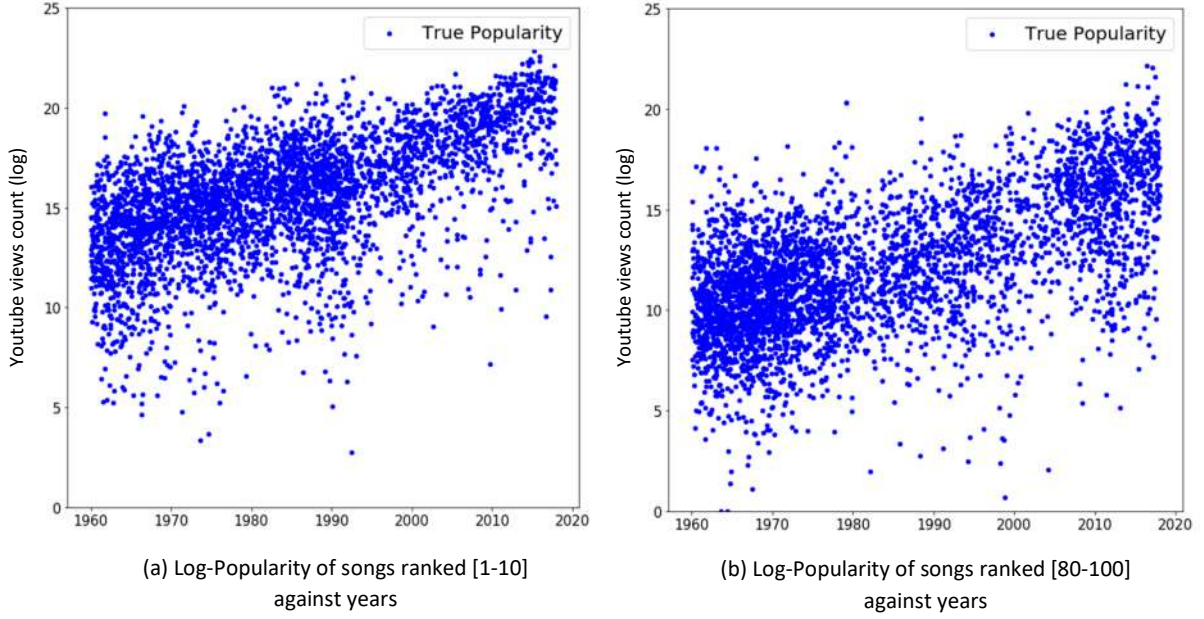 25
20
15
10
5
0
Youtube views count (log)
True Popularity
1960 1970 1980 1990 2000 2010 2020
(a) Log-Popularity of songs ranked [1-10]
against years
25
20
15
10
5
0
Youtube views count (log)
True Popularity
1960 1970 1980 1990 2000 2010 2020
(b) Log-Popularity of songs ranked [80-100]
against years